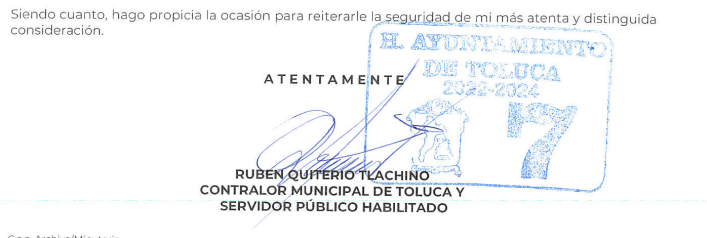 Siendo cuanto, hago propicia la ocasión para reiterarle la seguridad de mi más atenta y distinguida
consideración.
H. AYUNTAMIENTO
DE TOLUCA
2022-2024
7
ATENTAMENTE
RUBEN QUITERIO TLACHINO
CONTRALOR MUNICIPAL DE TOLUCA Y
SERVIDOR PÚBLICO HABILITADO